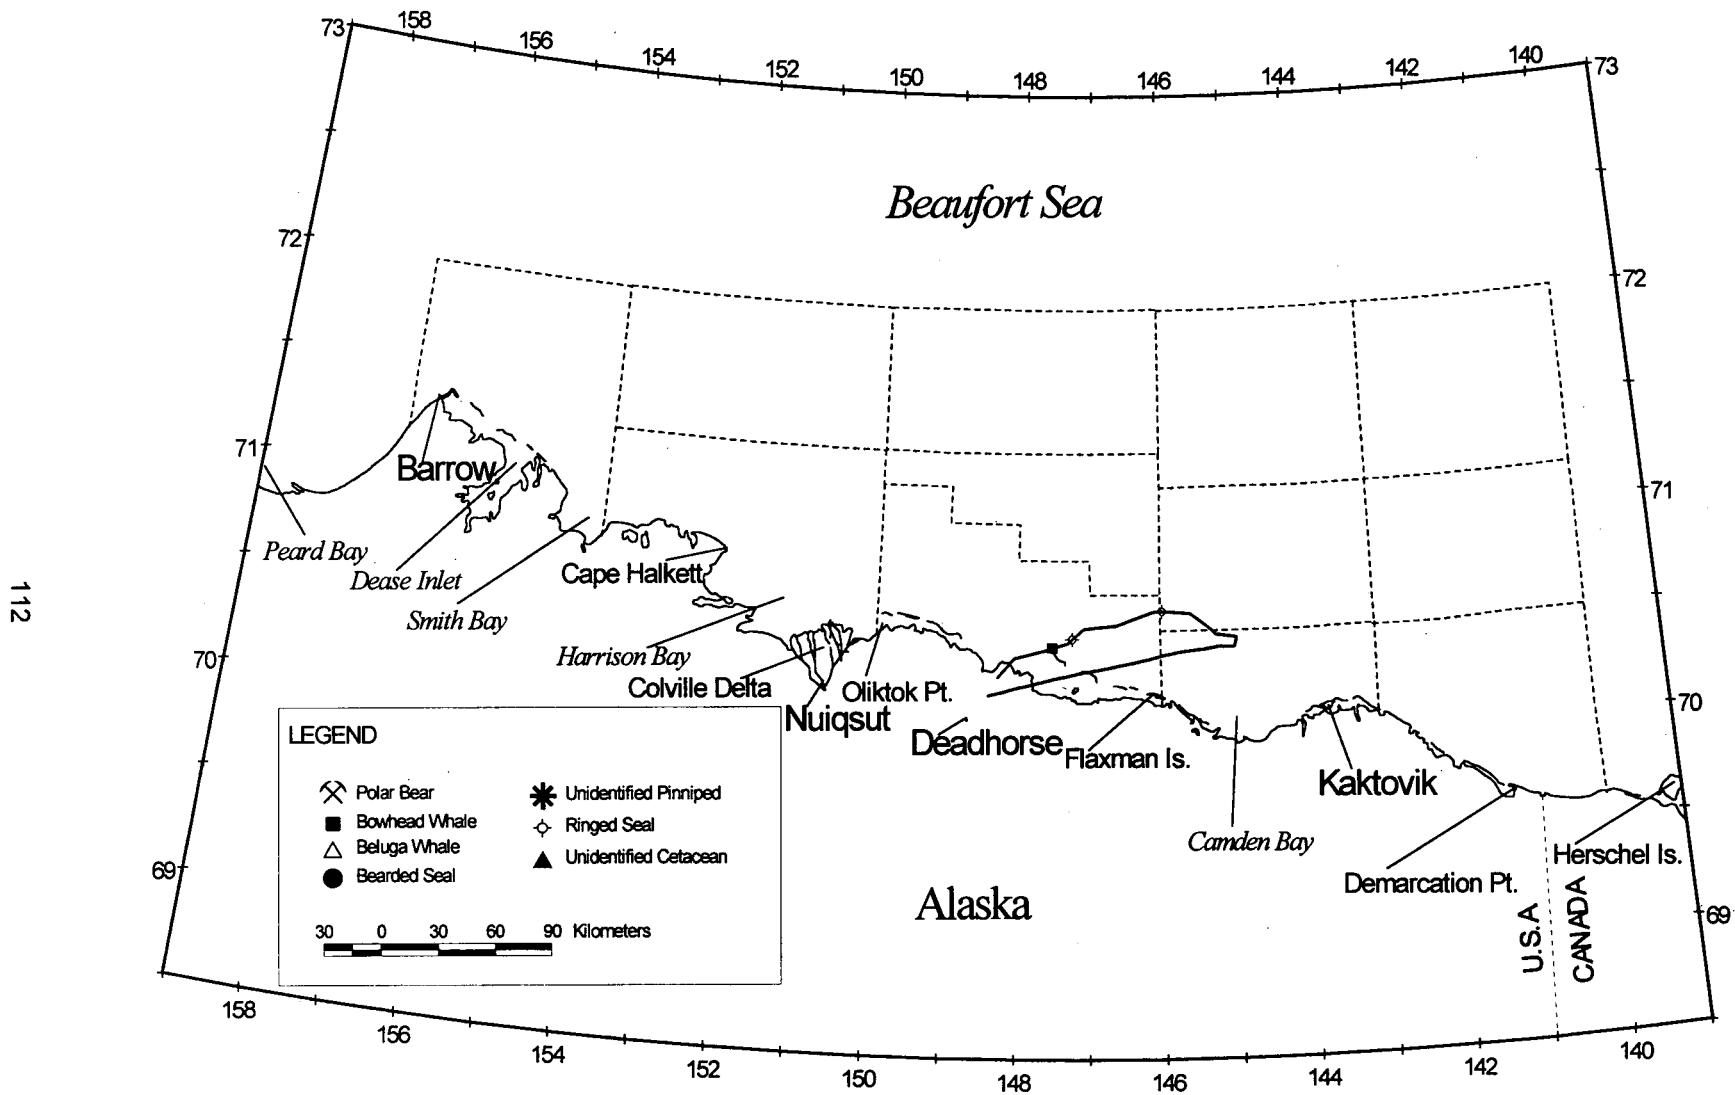 158
156
154
152
150
148
146
144
142
140
73
73
Beaufort Sea
72
72
71
71
Barrow
Peard Bay
Dease Inlet
Cape Halkett
Smith Bay
112
Harrison Bay
70
70
Colville Delta
Oliktok Pt.
Nuiqsut
Deadhorse
Flaxman Is.
Kaktovik
Camden Bay
Herschel Is.
Demarcation Pt.
Alaska
U.S.A
CANADA
69
69
LEGEND
Polar Bear
Bowhead Whale
Beluga Whale
Bearded Seal
Unidentified Pinniped
Ringed Seal
Unidentified Cetacean
30 0 30 60 90 Kilometers
158
156
154
152
150
148
146
144
142
140